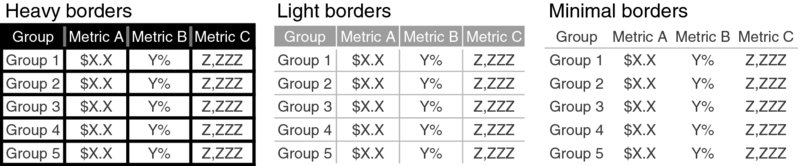 Heavy borders
Group Metric A Metric B Metric C
Group 1 $X.X Y% Z,ZZZ
Group 2 $X.X Y% Z,ZZZ
Group 3 $X.X Y% Z,ZZZ
Group 4 $X.X Y% Z,ZZZ
Group 5 $X.X Y% Z,ZZZ
Light borders
Group Metric A Metric B Metric C
Group 1 $X.X Y% Z,ZZZ
Group 2 $X.X Y% Z,ZZZ
Group 3 $X.X Y% Z,ZZZ
Group 4 $X.X Y% Z,ZZZ
Group 5 $X.X Y% Z,ZZZ
Minimal borders
Group Metric A Metric B Metric C
Group 1 $X.X Y% Z,ZZZ
Group 2 $X.X Y% Z,ZZZ
Group 3 $X.X Y% Z,ZZZ
Group 4 $X.X Y% Z,ZZZ
Group 5 $X.X Y% Z,ZZZ